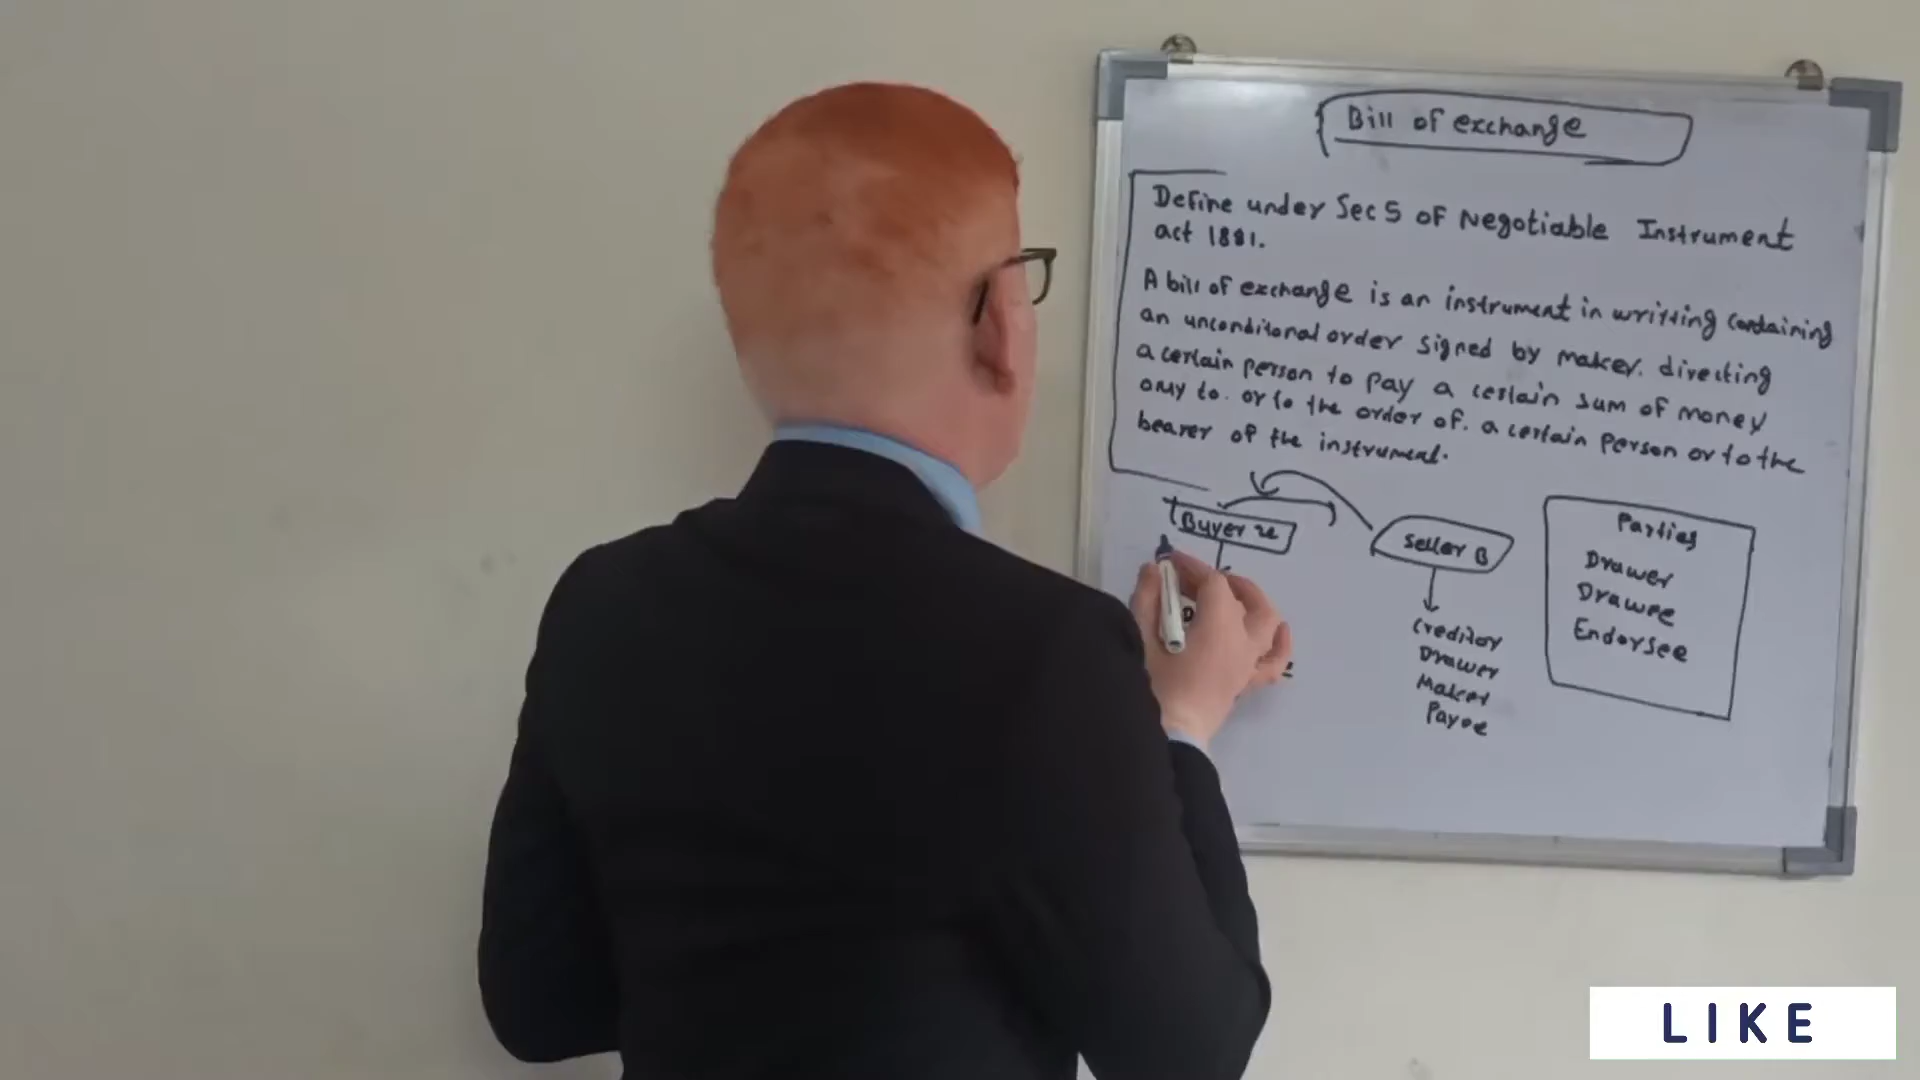 Bill of exchange
Define under Sec 5 of Negotiable Instrument
act 1881.
A bill of exchange is an instrument in writting containing
an unconditonal order signed by maker. directing
a certain person to pay a certain sum of money
only to. or to the order of. a certain person or to the
bearer of the instrument.
Buyer
Seller B
Creditor
Drawer
Maker
Payee
Parties
Drawer
Drawee
Endorsee
LIKE